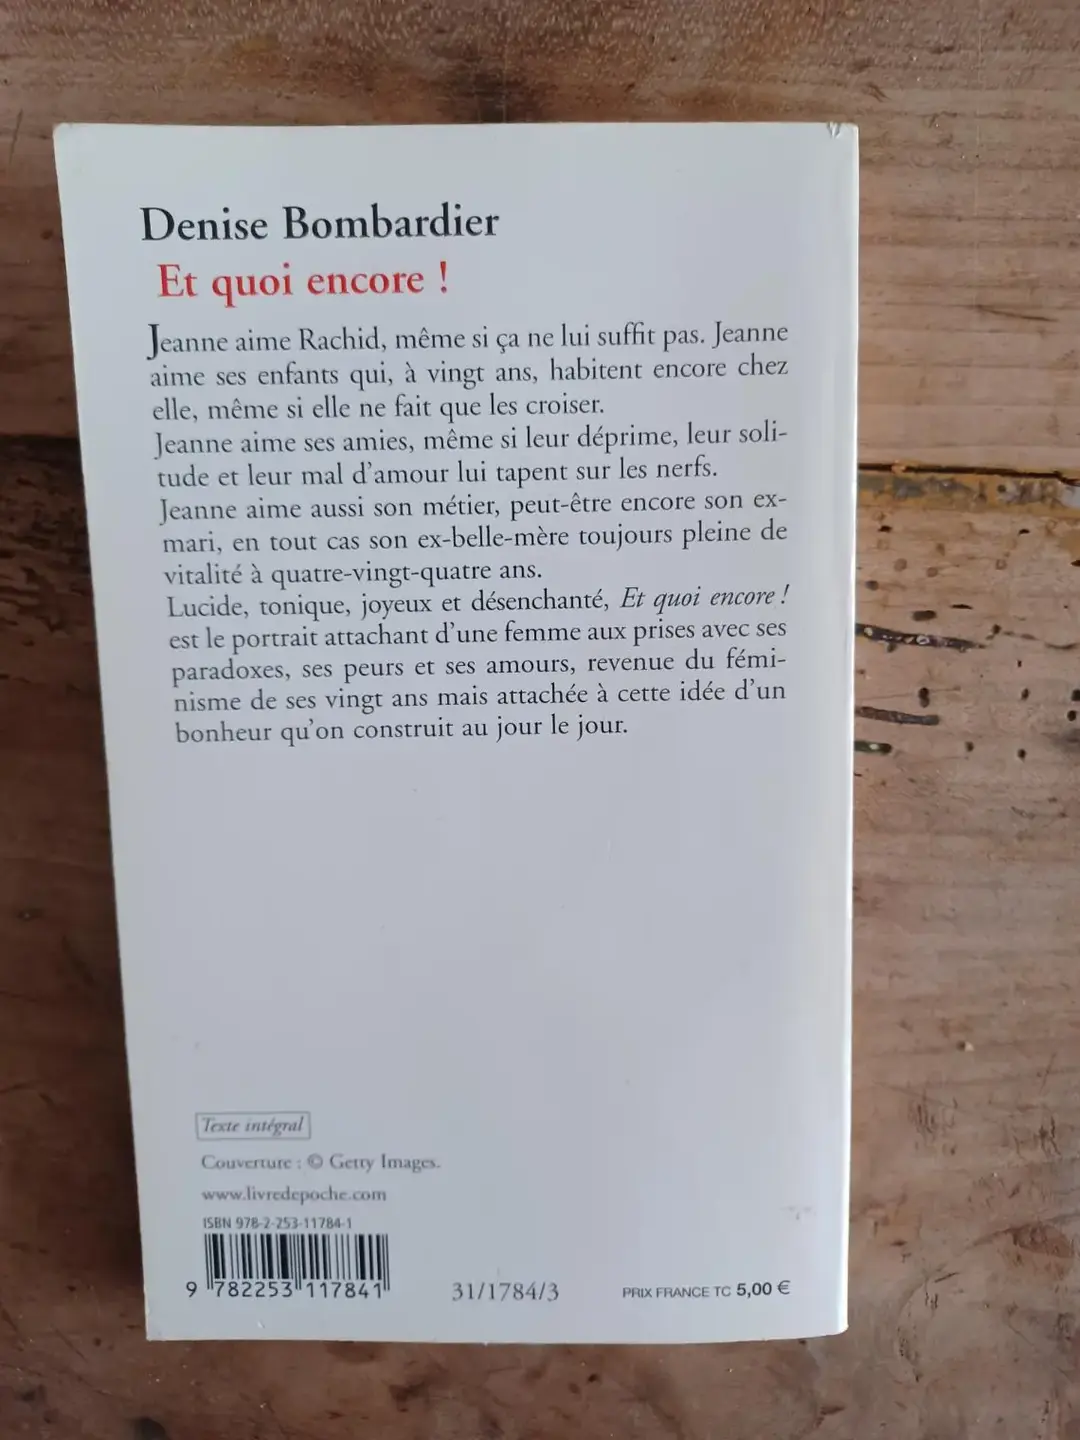 Denise Bombardier
Et quoi encore !
Jeanne aime Rachid, même si ça ne lui suffit pas. Jeanne
aime ses enfants qui, à vingt ans, habitent encore chez
elle, même si elle ne fait que les croiser.
Jeanne aime ses amies, même si leur déprime, leur soli-
tude et leur mal d'amour lui tapent sur les nerfs.
Jeanne aime aussi son métier, peut-être encore son ex-
mari, en tout cas son ex-belle-mère toujours pleine de
vitalité à quatre-vingt-quatre ans.
Lucide, tonique, joyeux et désenchanté, Et quoi encore !
est le portrait attachant d'une femme aux prises avec ses
paradoxes, ses peurs et ses amours, revenue du fémi-
nisme de ses vingt ans mais attachée à cette idée d'un
bonheur qu'on construit au jour le jour.
Texte intégral
Couverture : © Getty Images.
www.livredepoche.com
ISBN 978-2-253-11784-1
9 782253 117841
31/1784/3
PRIX FRANCE TC 5,00 €